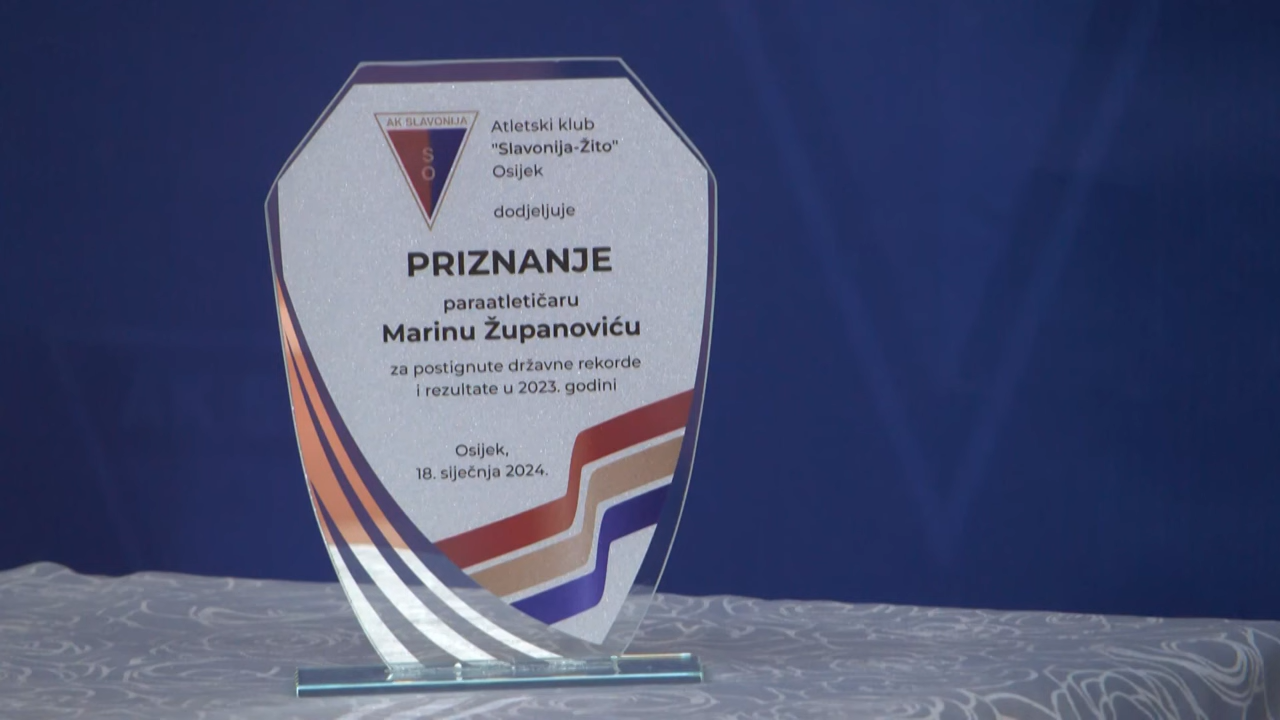 AK SLAVONIJA
S
O
Atletski klub
"Slavonija-Žito"
Osijek
dodjeljuje
PRIZNANJE
paraatletičaru
Marinu Županoviću
za postignute državne rekorde
i rezultate u 2023. godini
Osijek,
18. siječnja 2024.